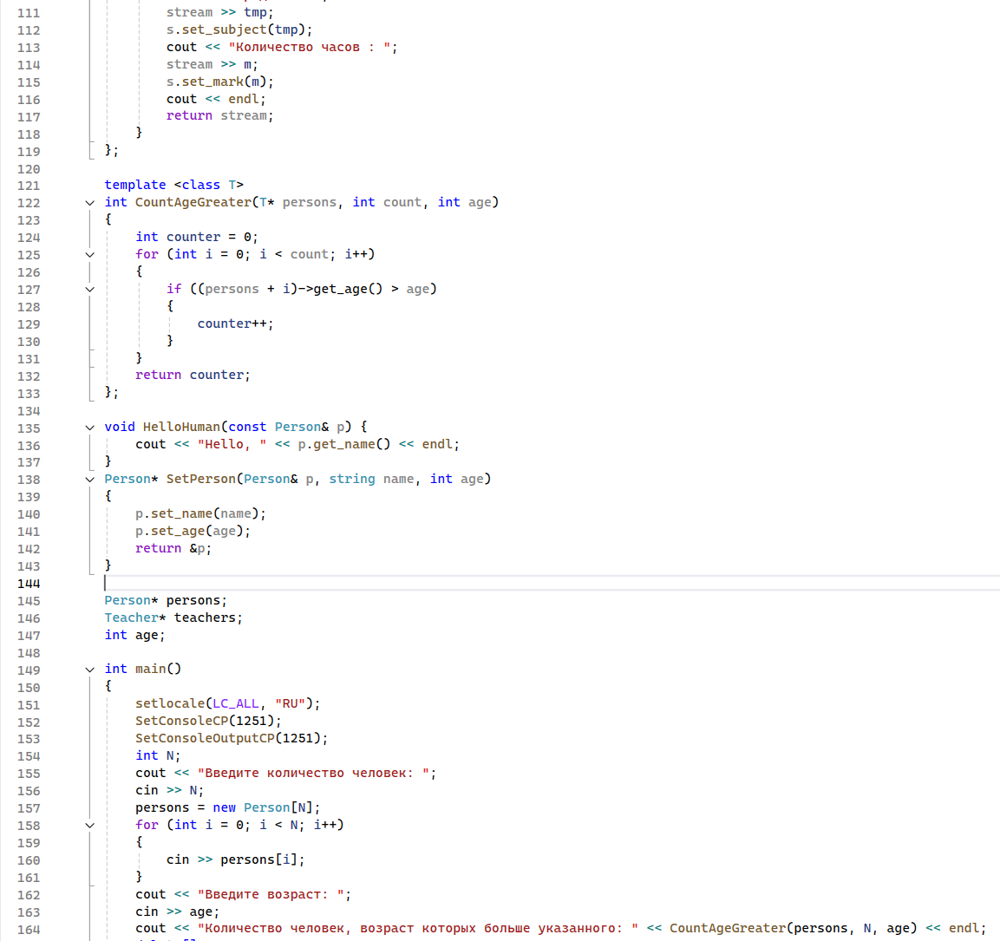 111 stream >> tmp;
112 s.set_subject(tmp);
113 cout << "Количество часов : ";
114 stream >> m;
115 s.set_mark(m);
116 cout << endl;
117 return stream;
118 }
119 };
120
121 template <class T>
122 int CountAgeGreater(T* persons, int count, int age)
123 {
124 int counter = 0;
125 for (int i = 0; i < count; i++)
126 {
127 if ((persons + i)->get_age() > age)
128 {
129 counter++;
130 }
131 }
132 return counter;
133 };
134
135 void HelloHuman(const Person& p) {
136 cout << "Hello, " << p.get_name() << endl;
137 }
138 Person* SetPerson(Person& p, string name, int age)
139 {
140 p.set_name(name);
141 p.set_age(age);
142 return &p;
143 }
144
145 Person* persons;
146 Teacher* teachers;
147 int age;
148
149 int main()
150 {
151 setlocale(LC_ALL, "RU");
152 SetConsoleCP(1251);
153 SetConsoleOutputCP(1251);
154 int N;
155 cout << "Введите количество человек: ";
156 cin >> N;
157 persons = new Person[N];
158 for (int i = 0; i < N; i++)
159 {
160 cin >> persons[i];
161 }
162 cout << "Введите возраст: ";
163 cin >> age;
164 cout << "Количество человек, возраст которых больше указанного: " << CountAgeGreater(persons, N, age) << endl;